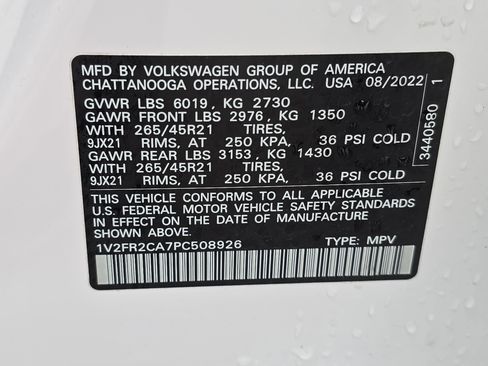 MFD BY VOLKSWAGEN GROUP OF AMERICA
CHATTANOOGA OPERATIONS, LLC. USA 08/2022
GVWR LBS 6019, KG 2730
GAWR FRONT LBS 2976, KG 1350
WITH 265/45R21 TIRES,
9JX21 RIMS, AT 250 KPA, 36 PSI COLD
GAWR REAR LBS 3153, KG 1430
WITH 265/45R21 TIRES,
9JX21 RIMS, AT 250 KPA, 36 PSI COLD
THIS VEHICLE CONFORMS TO ALL APPLICABLE
U.S. FEDERAL MOTOR VEHICLE SAFETY STANDARDS
IN EFFECT ON THE DATE OF MANUFACTURE
SHOWN ABOVE.
1V2FR2CA7PC508926 TYPE: MPV
3440580 1